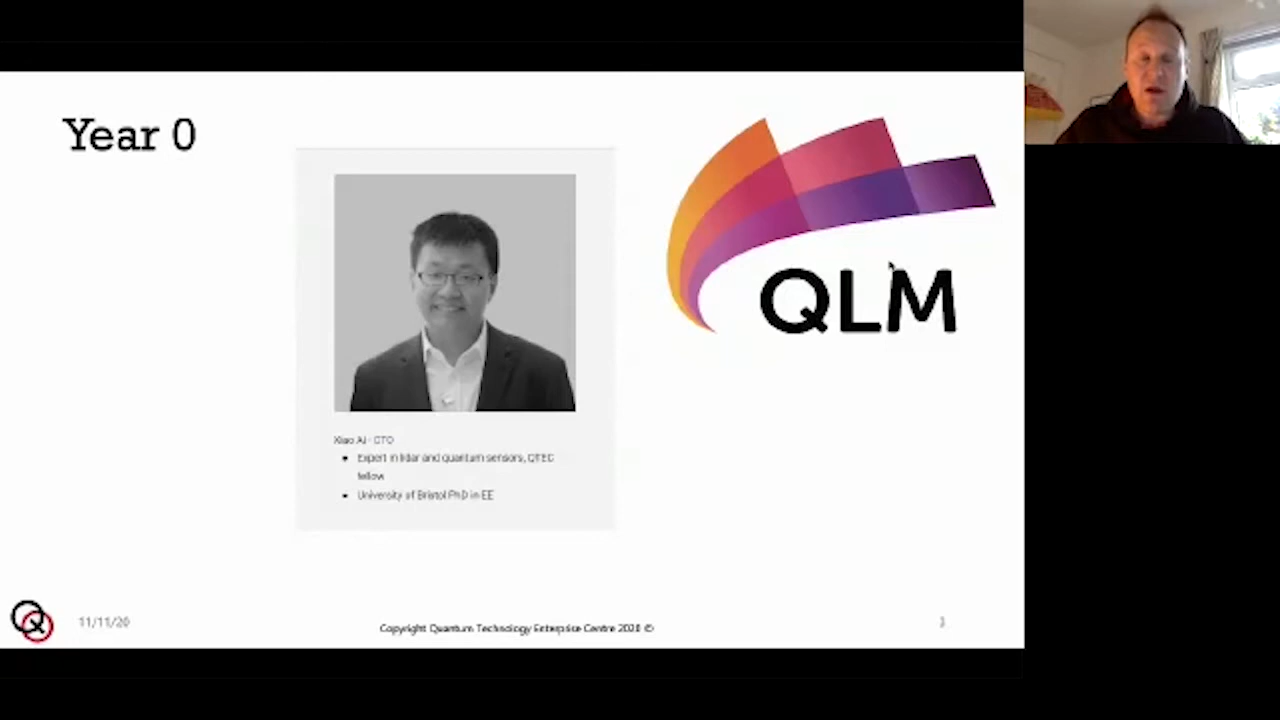 Year 0
QLM
Xiao Ai - CTO
Expert in lidar and quantum sensors, QTEC
fellow
University of Bristol PhD in EE
11/11/20
Copyright Quantum Technology Enterprise Centre 2020 ©
3